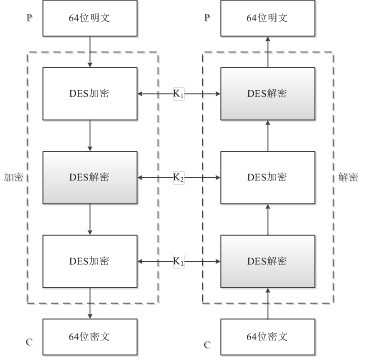 P 64位明文 P 64位明文
DES加密 K₁ DES解密
加密 DES解密 K₂ DES加密 解密
DES加密 K₃ DES解密
C 64位密文 C 64位密文